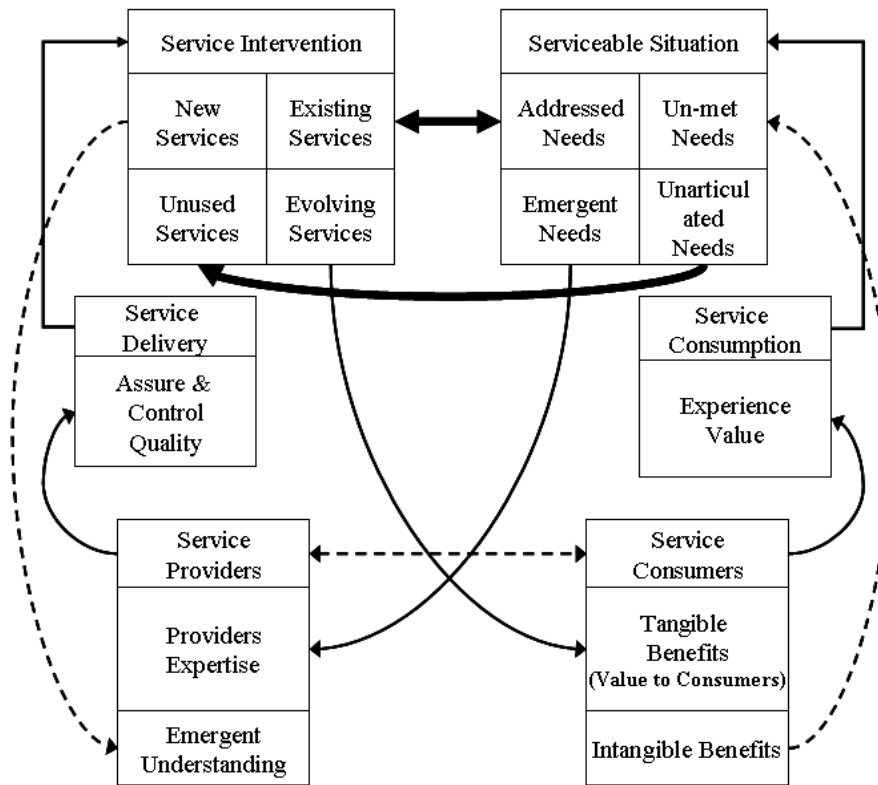 Service Intervention
New
Services
Existing
Services
Unused
Services
Evolving
Services
Serviceable Situation
Addressed
Needs
Un-met
Needs
Emergent
Needs
Unarticul
ated
Needs
Service
Delivery
Assure &
Control
Quality
Service
Consumption
Experience
Value
Service
Providers
Providers
Expertise
Emergent
Understanding
Service
Consumers
Tangible
Benefits
(Value to Consumers)
Intangible Benefits